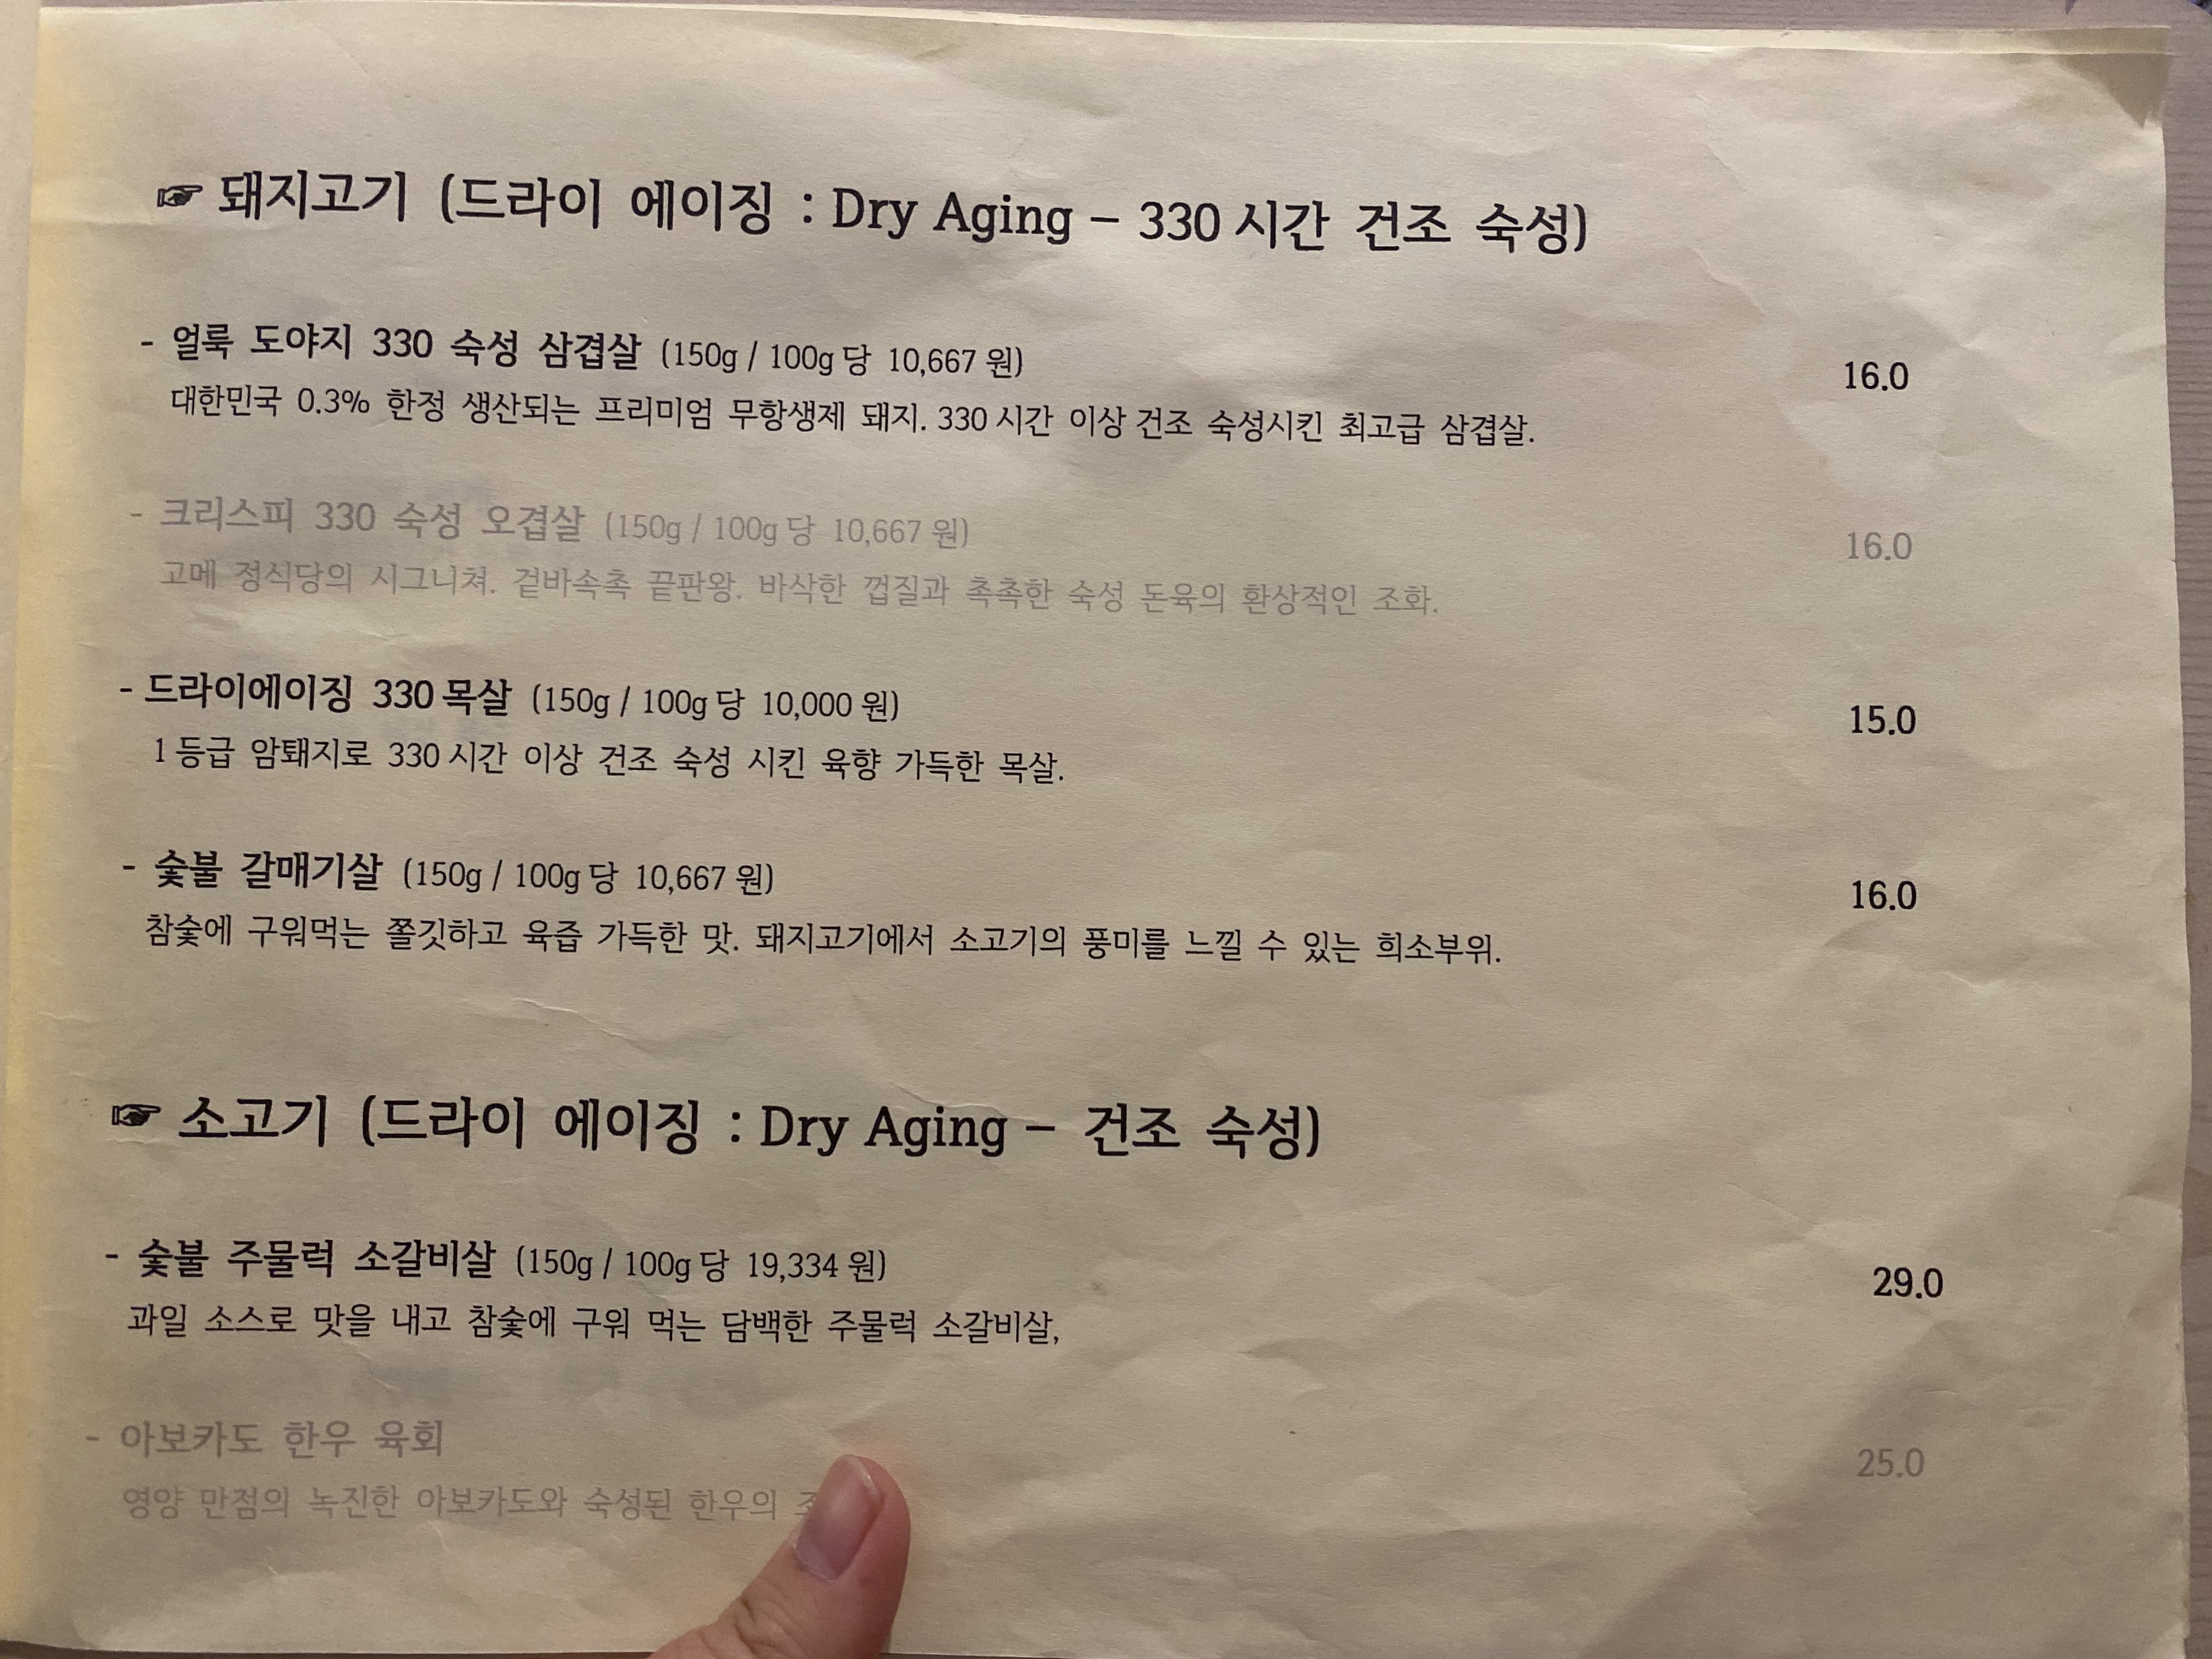 ☞ 돼지고기 (드라이 에이징 : Dry Aging – 330 시간 건조 숙성)
- 얼룩 도야지 330 숙성 삼겹살 (150g / 100g 당 10,667 원) 16.0
대한민국 0.3% 한정 생산되는 프리미엄 무항생제 돼지. 330 시간 이상 건조 숙성시킨 최고급 삼겹살.
- 크리스피 330 숙성 오겹살 (150g / 100g 당 10,667 원) 16.0
고메 정식당의 시그니쳐. 겉바속촉 끝판왕. 바삭한 껍질과 촉촉한 숙성 돈육의 환상적인 조화.
- 드라이에이징 330 목살 (150g / 100g 당 10,000 원) 15.0
1 등급 암퇘지로 330 시간 이상 건조 숙성 시킨 육향 가득한 목살.
- 숯불 갈매기살 (150g / 100g 당 10,667 원) 16.0
참숯에 구워먹는 쫄깃하고 육즙 가득한 맛. 돼지고기에서 소고기의 풍미를 느낄 수 있는 희소부위.
☞ 소고기 (드라이 에이징 : Dry Aging – 건조 숙성)
- 숯불 주물럭 소갈비살 (150g / 100g 당 19,334 원) 29.0
과일 소스로 맛을 내고 참숯에 구워 먹는 담백한 주물럭 소갈비살,
- 아보카도 한우 육회 25.0
영양 만점의 녹진한 아보카도와 숙성된 한우의